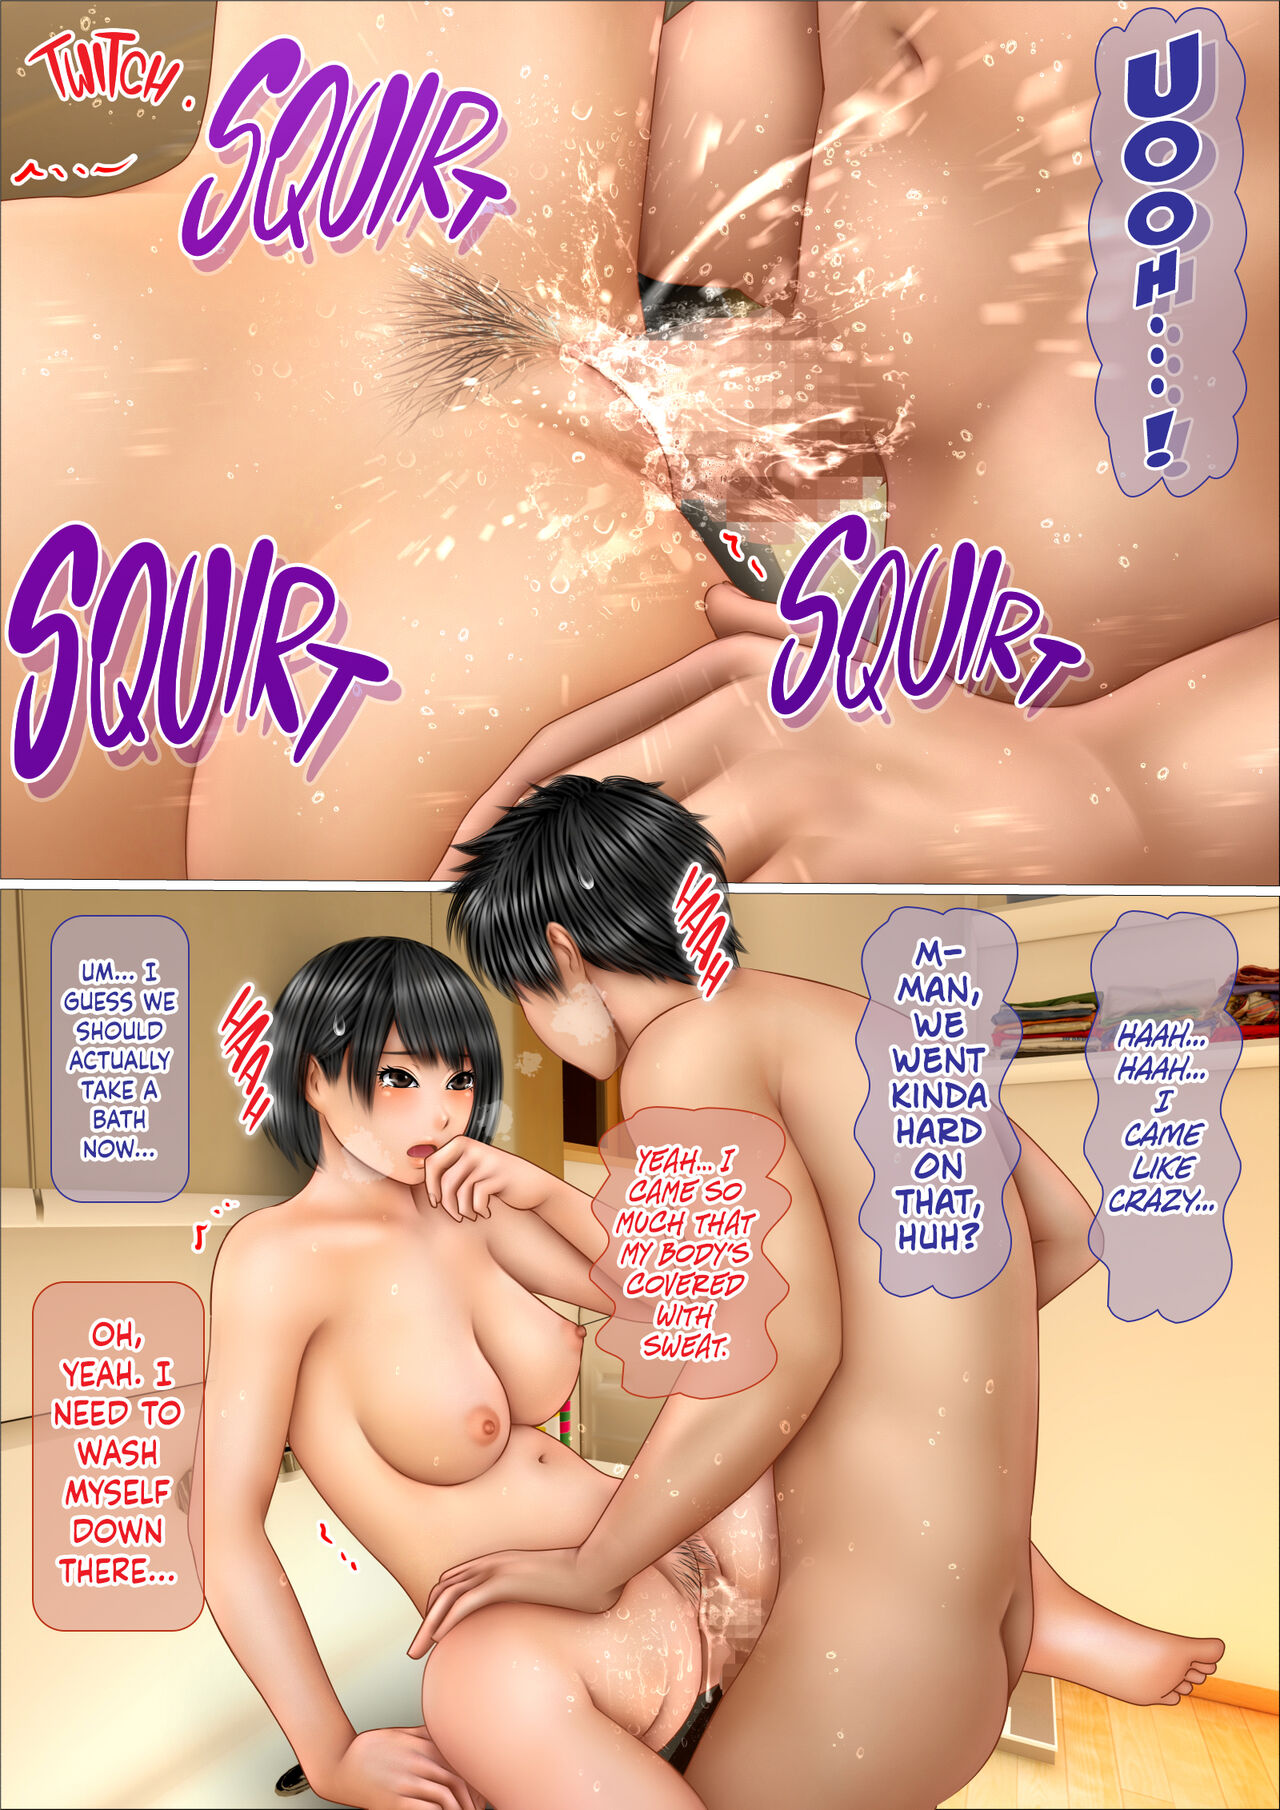 UOOH......!
TWITCH.
SQUIRT
SQUIRT
SQUIRT
HAAH...
HAAH...
I
CAME
LIKE
CRAZY...
M-
MAN,
WE
WENT
KINDA
HARD
ON
THAT,
HUH?
HAAH
YEAH... I
CAME SO
MUCH THAT
MY BODY'S
COVERED
WITH
SWEAT.
HAAH
UM... I
GUESS WE
SHOULD
ACTUALLY
TAKE A
BATH
NOW...
OH,
YEAH. I
NEED TO
WASH
MYSELF
DOWN
THERE...